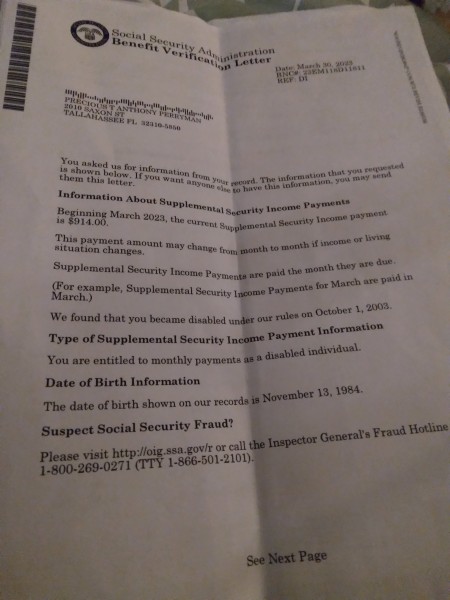 Social Security Administration
Benefit Verification Letter
Date: March 30, 2023
BNC#: 23EM116D11811
REF: DI
PRECIOUS T ANTHONY PERRYMAN
2010 SAXON ST
TALLAHASSEE FL 32310-5860
You asked us for information from your record. The information that you requested
is shown below. If you want anyone else to have this information, you may send
them this letter.
Information About Supplemental Security Income Payments
Beginning March 2023, the current Supplemental Security Income payment
is $914.00.
This payment amount may change from month to month if income or living
situation changes.
Supplemental Security Income Payments are paid the month they are due.
(For example, Supplemental Security Income Payments for March are paid in
March.)
We found that you became disabled under our rules on October 1, 2003.
Type of Supplemental Security Income Payment Information
You are entitled to monthly payments as a disabled individual.
Date of Birth Information
The date of birth shown on our records is November 13, 1984.
Suspect Social Security Fraud?
Please visit http://oig.ssa.gov/r or call the Inspector General's Fraud Hotline
1-800-269-0271 (TTY 1-866-501-2101).
See Next Page